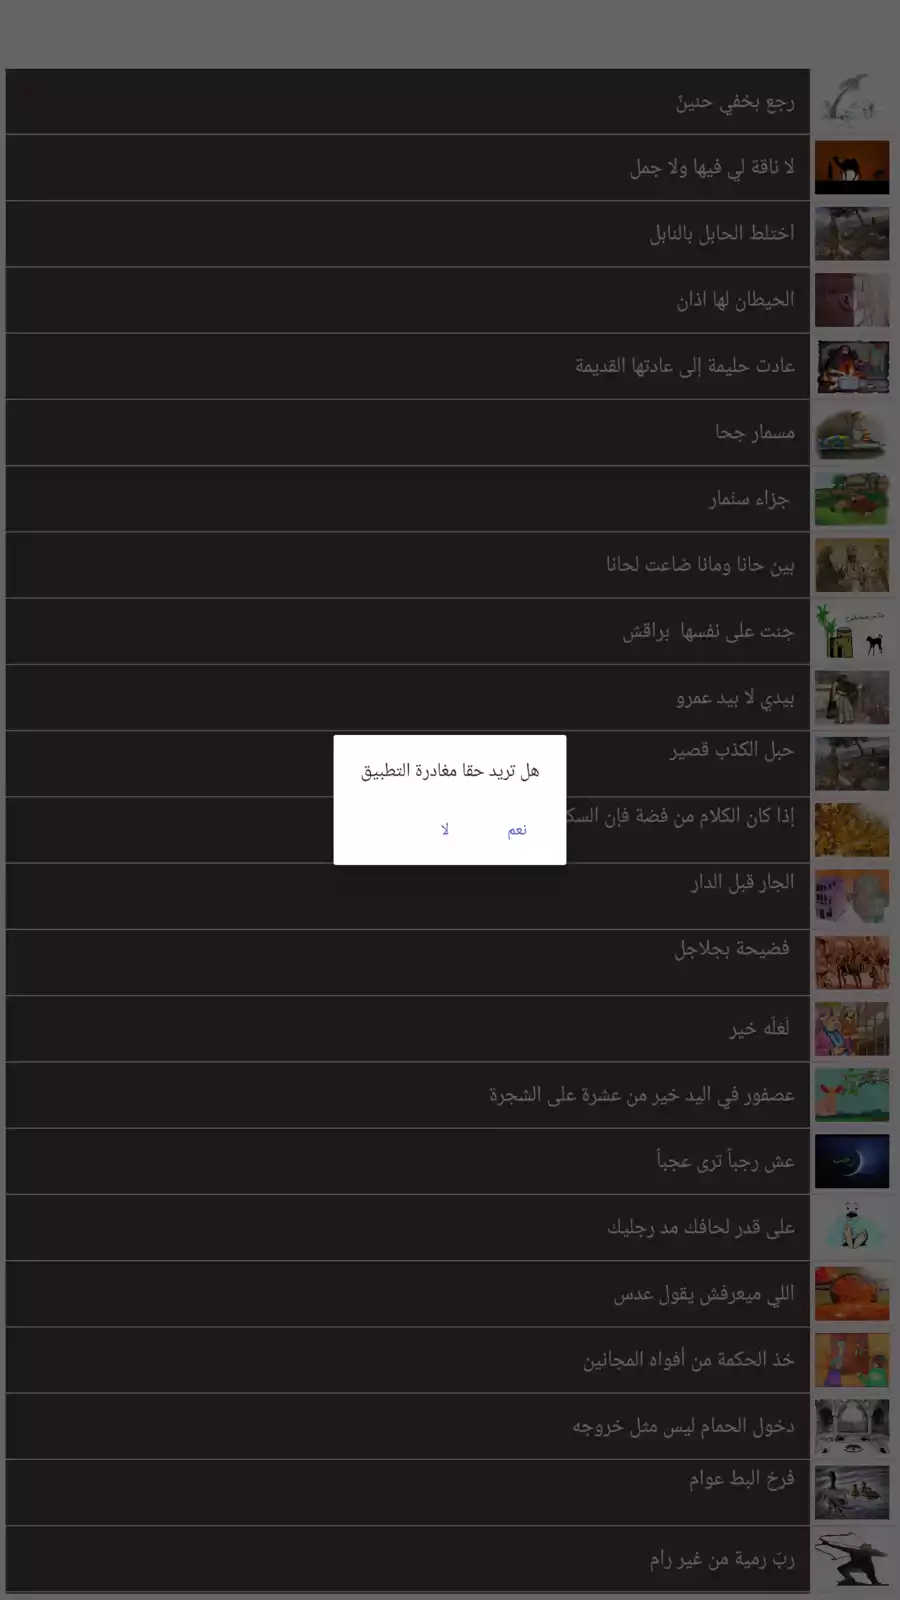 رجع بخفي حنينٌ
لا ناقة لي فيها ولا جمل
اختلط الحابل بالنابل
الحيطان لها اذان
عادت حليمة إلى عادتها القديمة
مسمار جحا
جزاء سنمار
بين حانا ومانا ضاعت لحانا
جنت على نفسها براقش
بيدي لا بيد عمرو
حبل الكذب قصير
هل تريد حقا مغادرة التطبيق
إذا كان الكلام من فضة فإن
نعم
لا
الجار قبل الدار
فضيحة بجلاجل
لَعَلّه خير
عصفور في اليد خير من عشرة على الشجرة
عش رجباً ترى عجباً
على قدر لحافك مد رجليك
اللي ميعرفش يقول عدس
خذ الحكمة من أفواه المجانين
دخول الحمام ليس مثل خروجه
فرخ البط عوام
ربّ رمية من غير رام